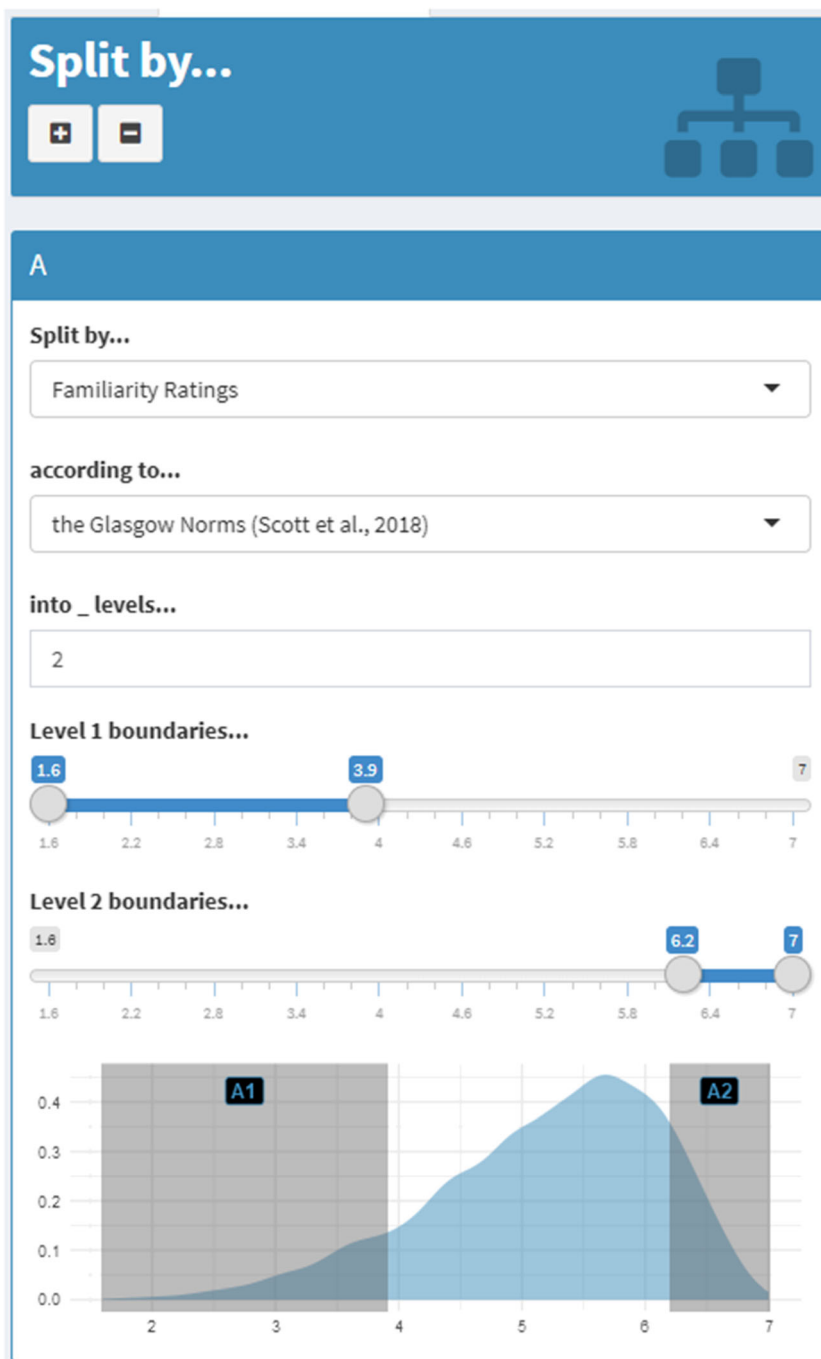 Split by...
A
Split by...
Familiarity Ratings
according to...
the Glasgow Norms (Scott et al., 2018)
into _ levels...
2
Level 1 boundaries...
1.6 3.9 7
1.6 2.2 2.8 3.4 4 4.6 5.2 5.8 6.4 7
Level 2 boundaries...
1.6 6.2 7
1.6 2.2 2.8 3.4 4 4.6 5.2 5.8 6.4 7
A1 A2
0.4
0.3
0.2
0.1
0.0
2 3 4 5 6 7